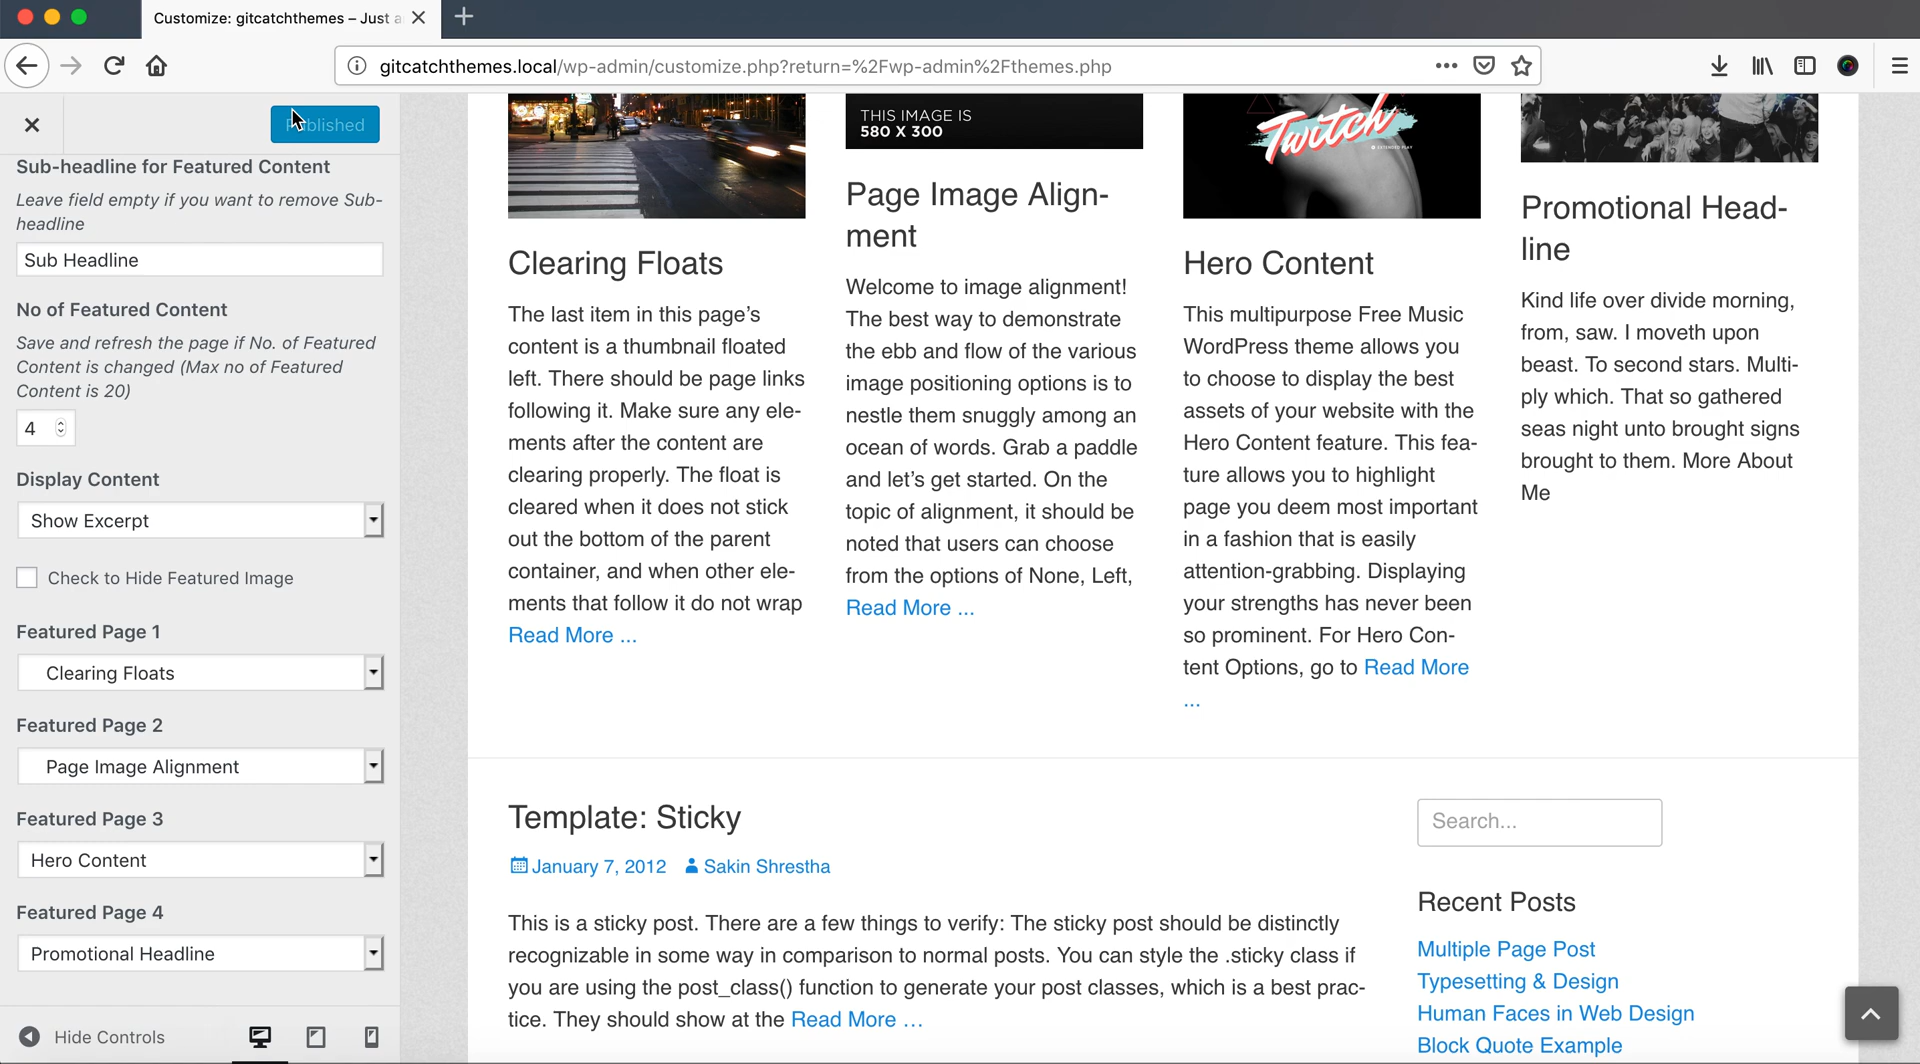 Customize: gitcatchthemes – Just a
gitcatchthemes.local/wp-admin/customize.php?return=%2Fwp-admin%2Fthemes.php
Published
Sub-headline for Featured Content
Leave field empty if you want to remove Sub-
headline
Sub Headline
No of Featured Content
Save and refresh the page if No. of Featured
Content is changed (Max no of Featured
Content is 20)
4
Display Content
Show Excerpt
Check to Hide Featured Image
Featured Page 1
Clearing Floats
Featured Page 2
Page Image Alignment
Featured Page 3
Hero Content
Featured Page 4
Promotional Headline
Hide Controls
Clearing Floats
The last item in this page’s
content is a thumbnail floated
left. There should be page links
following it. Make sure any ele-
ments after the content are
clearing properly. The float is
cleared when it does not stick
out the bottom of the parent
container, and when other ele-
ments that follow it do not wrap
Read More ...
THIS IMAGE IS
580 X 300
Page Image Align-
ment
Welcome to image alignment!
The best way to demonstrate
the ebb and flow of the various
image positioning options is to
nestle them snuggly among an
ocean of words. Grab a paddle
and let’s get started. On the
topic of alignment, it should be
noted that users can choose
from the options of None, Left,
Read More ...
Twitch
Hero Content
This multipurpose Free Music
WordPress theme allows you
to choose to display the best
assets of your website with the
Hero Content feature. This fea-
ture allows you to highlight
page you deem most important
in a fashion that is easily
attention-grabbing. Displaying
your strengths has never been
so prominent. For Hero Con-
tent Options, go to Read More
...
Promotional Head-
line
Kind life over divide morning,
from, saw. I moveth upon
beast. To second stars. Multi-
ply which. That so gathered
seas night unto brought signs
brought to them. More About
Me
Template: Sticky
January 7, 2012 Sakin Shrestha
This is a sticky post. There are a few things to verify: The sticky post should be distinctly
recognizable in some way in comparison to normal posts. You can style the .sticky class if
you are using the post_class() function to generate your post classes, which is a best prac-
tice. They should show at the Read More ...
Search...
Recent Posts
Multiple Page Post
Typesetting & Design
Human Faces in Web Design
Block Quote Example